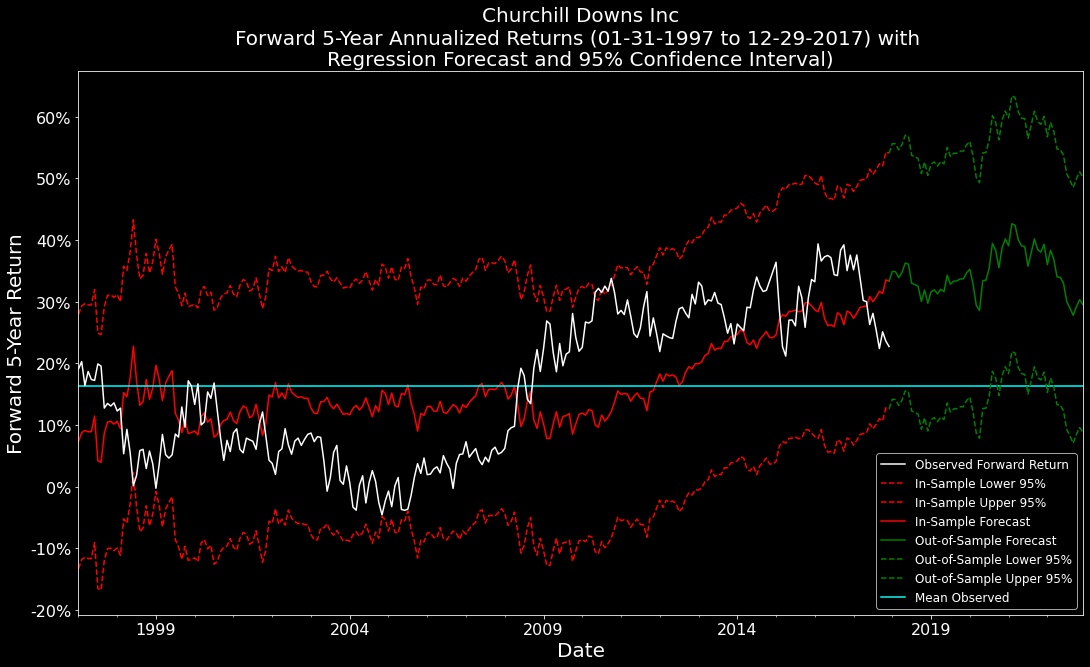 Churchill Downs Inc
Forward 5-Year Annualized Returns (01-31-1997 to 12-29-2017) with
Regression Forecast and 95% Confidence Interval)
Forward 5-Year Return
60%
50%
40%
30%
20%
10%
0%
-10%
-20%
1999
2004
2009
2014
2019
Date
Observed Forward Return
In-Sample Lower 95%
In-Sample Upper 95%
In-Sample Forecast
Out-of-Sample Forecast
Out-of-Sample Lower 95%
Out-of-Sample Upper 95%
Mean Observed